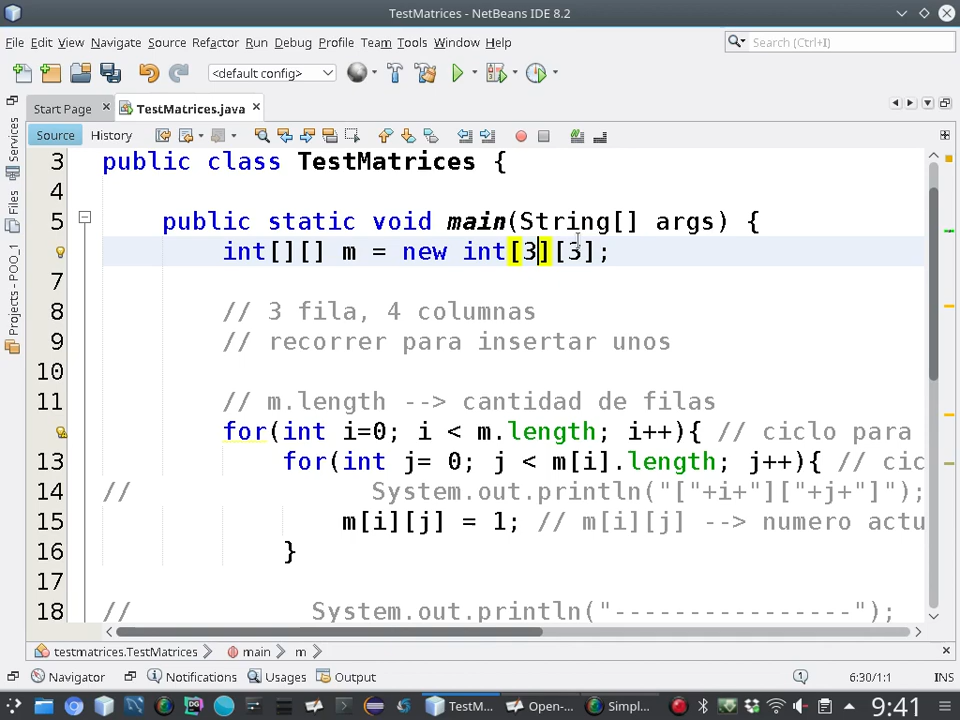 TestMatrices - NetBeans IDE 8.2
File Edit View Navigate Source Refactor Run Debug Profile Team Tools Window Help
Search (Ctrl+I)
<default config>
Start Page
TestMatrices.java
Source History
Services
Files
Projects - POO_1
3 public class TestMatrices {
4
5 public static void main(String[] args) {
int[][] m = new int[3][3];
7
8 // 3 fila, 4 columnas
9 // recorrer para insertar unos
10
11 // m.length --> cantidad de filas
for(int i=0; i < m.length; i++){ // ciclo para
13 for(int j= 0; j < m[i].length; j++){ // cic
14 // System.out.println("["+i+"]["+j+"]");
15 m[i][j] = 1; // m[i][j] --> numero actu
16 }
17
18 // System.out.println("----------------");
testmatrices.TestMatrices main m
Navigator Notifications Usages Output
6:30/1:1 INS
TestM... Open-... Simpl... 9:41